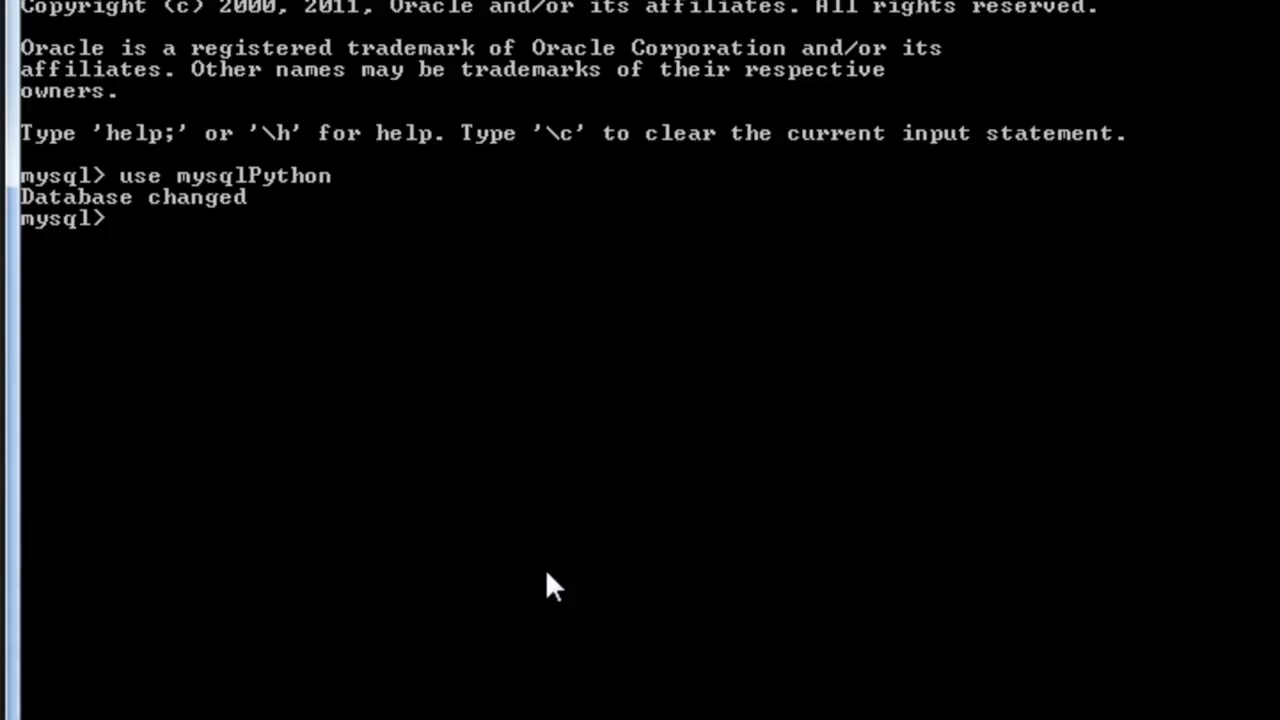 Copyright (c) 2000, 2011, Oracle and/or its affiliates. All rights reserved.
Oracle is a registered trademark of Oracle Corporation and/or its
affiliates. Other names may be trademarks of their respective
owners.
Type 'help;' or '\h' for help. Type '\c' to clear the current input statement.
mysql> use mysqlPython
Database changed
mysql>